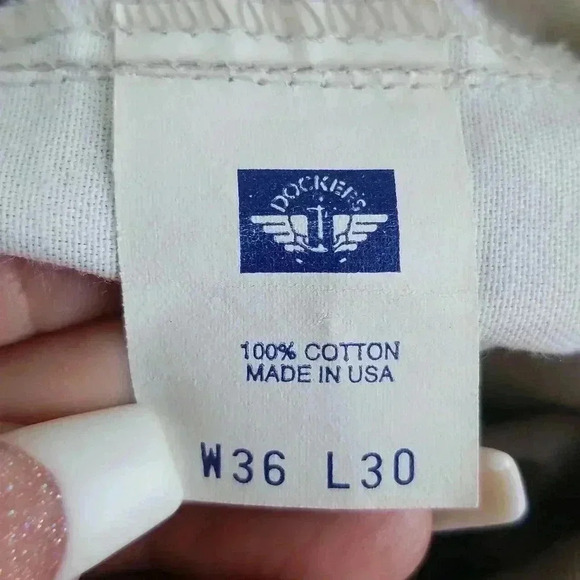 DOCKERS
100% COTTON
MADE IN USA
W36 L30